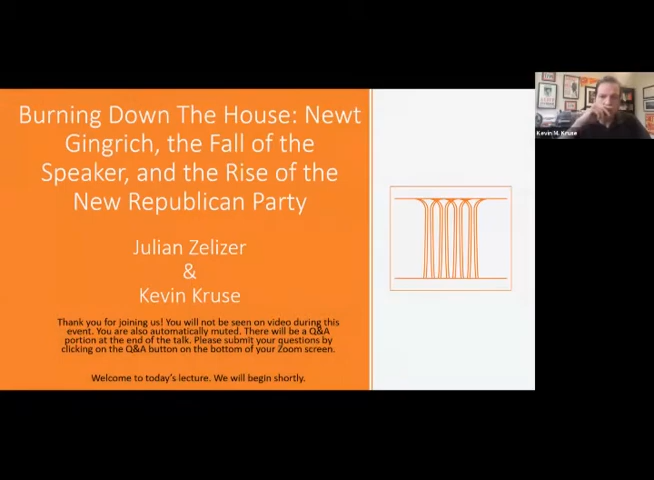 Burning Down The House: Newt
Gingrich, the Fall of the
Speaker, and the Rise of the
New Republican Party
Julian Zelizer
&
Kevin Kruse
Thank you for joining us! You will not be seen on video during this
event. You are also automatically muted. There will be a Q&A
portion at the end of the talk. Please submit your questions by
clicking on the Q&A button on the bottom of your Zoom screen.
Welcome to today's lecture. We will begin shortly.
Kevin M. Kruse